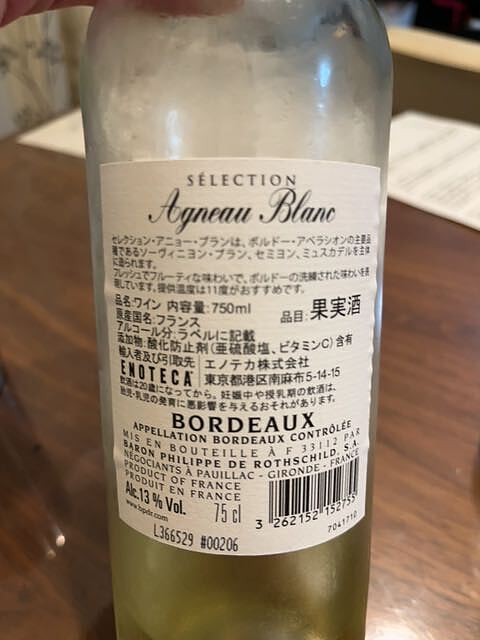 SÉLECTION
Agneau Blanc
セレクション・アニョー・ブランは、ボルドー・アペラシオンの主要品
種であるソーヴィニヨン・ブラン、セミヨン、ミュスカデルを主体
に造られます。
フレッシュでフルーティな味わいで、ボルドーの洗練された味わいを表
現しています。提供温度は11度がおすすめです。
品名:ワイン 内容量:750ml
原産国名:フランス 品目:果実酒
アルコール分:ラベルに記載
添加物:酸化防止剤(亜硫酸塩、ビタミンC)含有
輸入者及び引取先 エノテカ株式会社
ENOTECA 東京都港区南麻布5-14-15
飲酒は20歳になってから。妊娠中や授乳期の飲酒は、
胎児・乳児の発育に悪影響を与えるおそれがあります。
BORDEAUX
APPELLATION BORDEAUX CONTRÔLÉE
MIS EN BOUTEILLE À F 33112 PAR
BARON PHILIPPE DE ROTHSCHILD, S.A.
NÉGOCIANTS À PAUILLAC - GIRONDE - FRANCE
PRODUCT OF FRANCE
PRODUIT EN FRANCE
Alc.13 % Vol. 75 cl
www.bpdr.com
3 262152 152755
7041710
L366529 #00206